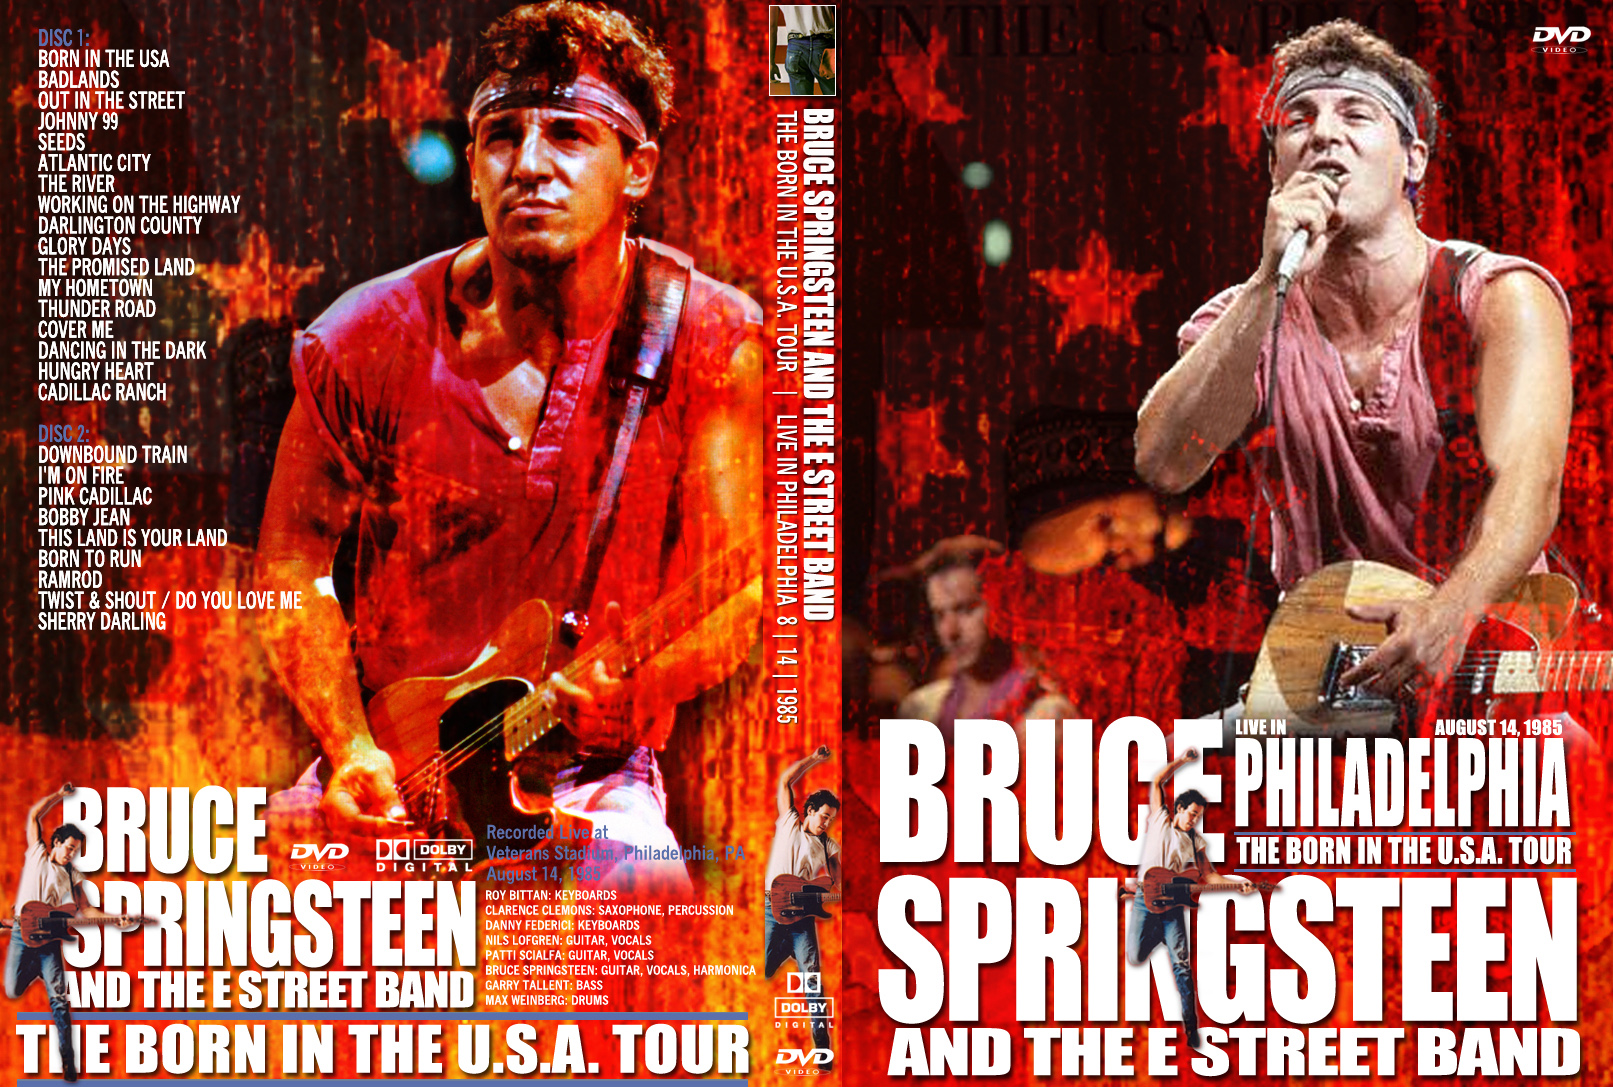 DISC 1:
BORN IN THE USA
BADLANDS
OUT IN THE STREET
JOHNNY 99
SEEDS
ATLANTIC CITY
THE RIVER
WORKING ON THE HIGHWAY
DARLINGTON COUNTY
GLORY DAYS
THE PROMISED LAND
MY HOMETOWN
THUNDER ROAD
COVER ME
DANCING IN THE DARK
HUNGRY HEART
CADILLAC RANCH
DISC 2:
DOWNBOUND TRAIN
I'M ON FIRE
PINK CADILLAC
BOBBY JEAN
THIS LAND IS YOUR LAND
BORN TO RUN
RAMROD
TWIST & SHOUT / DO YOU LOVE ME
SHERRY DARLING
BRUCE
SPRINGSTEEN
AND THE E STREET BAND
THE BORN IN THE U.S.A. TOUR
DVD
VIDEO
DOLBY
DIGITAL
Recorded Live at
Veterans Stadium, Philadelphia, PA
August 14, 1985
ROY BITTAN: KEYBOARDS
CLARENCE CLEMONS: SAXOPHONE, PERCUSSION
DANNY FEDERICI: KEYBOARDS
NILS LOFGREN: GUITAR, VOCALS
PATTI SCIALFA: GUITAR, VOCALS
BRUCE SPRINGSTEEN: GUITAR, VOCALS, HARMONICA
GARRY TALLENT: BASS
MAX WEINBERG: DRUMS
BRUCE SPRINGSTEEN AND THE E STREET BAND
THE BORN IN THE U.S.A. TOUR | LIVE IN PHILADELPHIA 8 | 14 | 1985
DOLBY
DIGITAL
DVD
VIDEO
IN THE U.S.A.
DVD
VIDEO
BRUCE
LIVE IN
AUGUST 14, 1985
PHILADELPHIA
THE BORN IN THE U.S.A. TOUR
SPRINGSTEEN
AND THE E STREET BAND